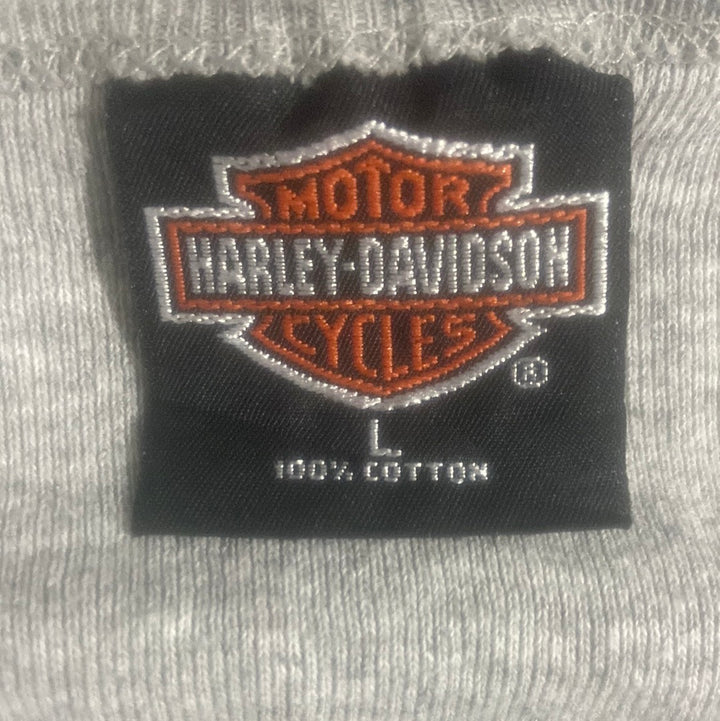 MOTOR
HARLEY-DAVIDSON
CYCLES
®
L
100% COTTON